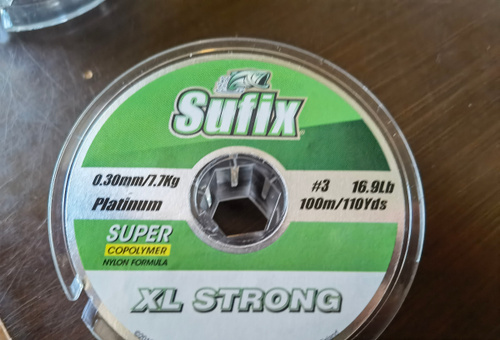 Sufix
0.30mm/7.7Kg
#3 16.9Lb
Platinum
100m/110Yds
SUPER
COPOLYMER
NYLON FORMULA
XL STRONG